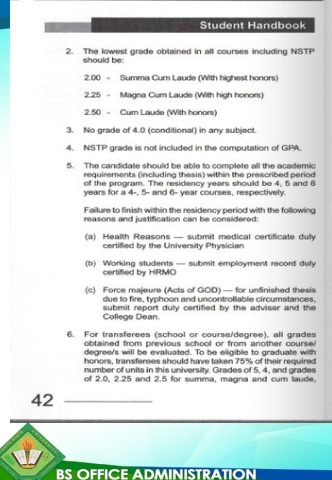 Student Handbook
2. The lowest grade obtained in all courses including NSTP
should be:
2.00 - Summa Cum Laude (With highest honors)
2.25 - Magna Cum Laude (With high honors)
2.50 - Cum Laude (With honors)
3. No grade of 4.0 (conditional) in any subject.
4. NSTP grade is not included in the computation of GPA.
5. The candidate should be able to complete all the academic
requirements (including thesis) within the prescribed period
of the program. The residency years should be 4, 5 and 6
years for a 4-, 5- and 6- year courses, respectively.
Failure to finish within the residency period with the following
reasons and justification can be considered:
(a) Health Reasons — submit medical certificate duly
certified by the University Physician
(b) Working students — submit employment record duly
certified by HRMO
(c) Force majeure (Acts of GOD) — for unfinished thesis
due to fire, typhoon and uncontrollable circumstances,
submit report duly certified by the adviser and the
College Dean.
6. For transferees (school or course/degree), all grades
obtained from previous school or from another course/
degree/s will be evaluated. To be eligible to graduate with
honors, transferees should have taken 75% of their required
number of units in this university. Grades of 5, 4, and grades
of 2.0, 2.25 and 2.5 for summa, magna and cum laude,
42
BS OFFICE ADMINISTRATION